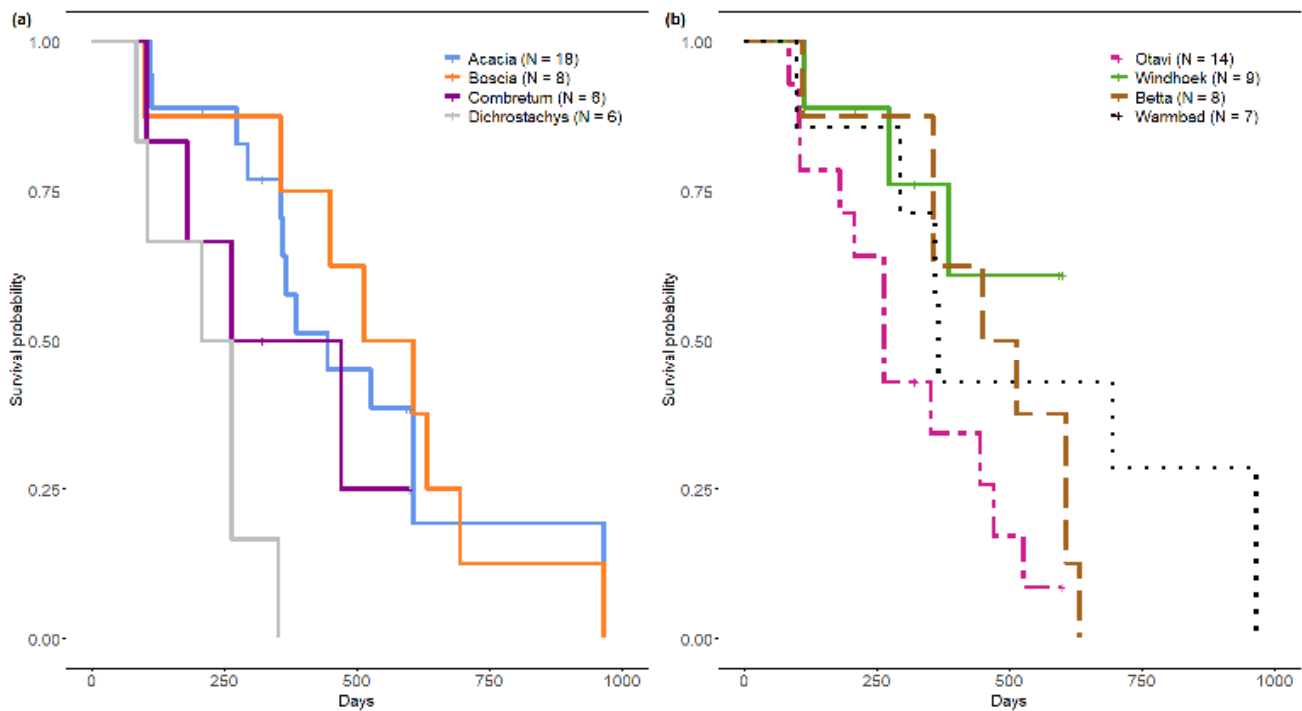 (a)
Survival probability
1.00
0.75
0.50
0.25
0.00
Acacia (N = 18)
Boscia (N = 8)
Combretum (N = 6)
Dichrostachys (N = 6)
0 250 500 750 1000
Days
(b)
Survival probability
1.00
0.75
0.50
0.25
0.00
Otavi (N = 14)
Windhoek (N = 9)
Betta (N = 8)
Warmbad (N = 7)
0 250 500 750 1000
Days